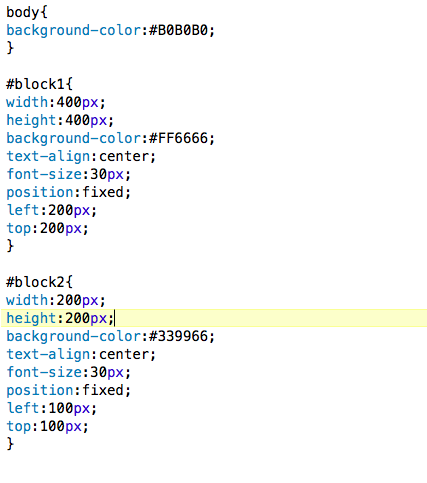 body{
background-color:#B0B0B0;
}
#block1{
width:400px;
height:400px;
background-color:#FF6666;
text-align:center;
font-size:30px;
position:fixed;
left:200px;
top:200px;
}
#block2{
width:200px;
height:200px;
background-color:#339966;
text-align:center;
font-size:30px;
position:fixed;
left:100px;
top:100px;
}